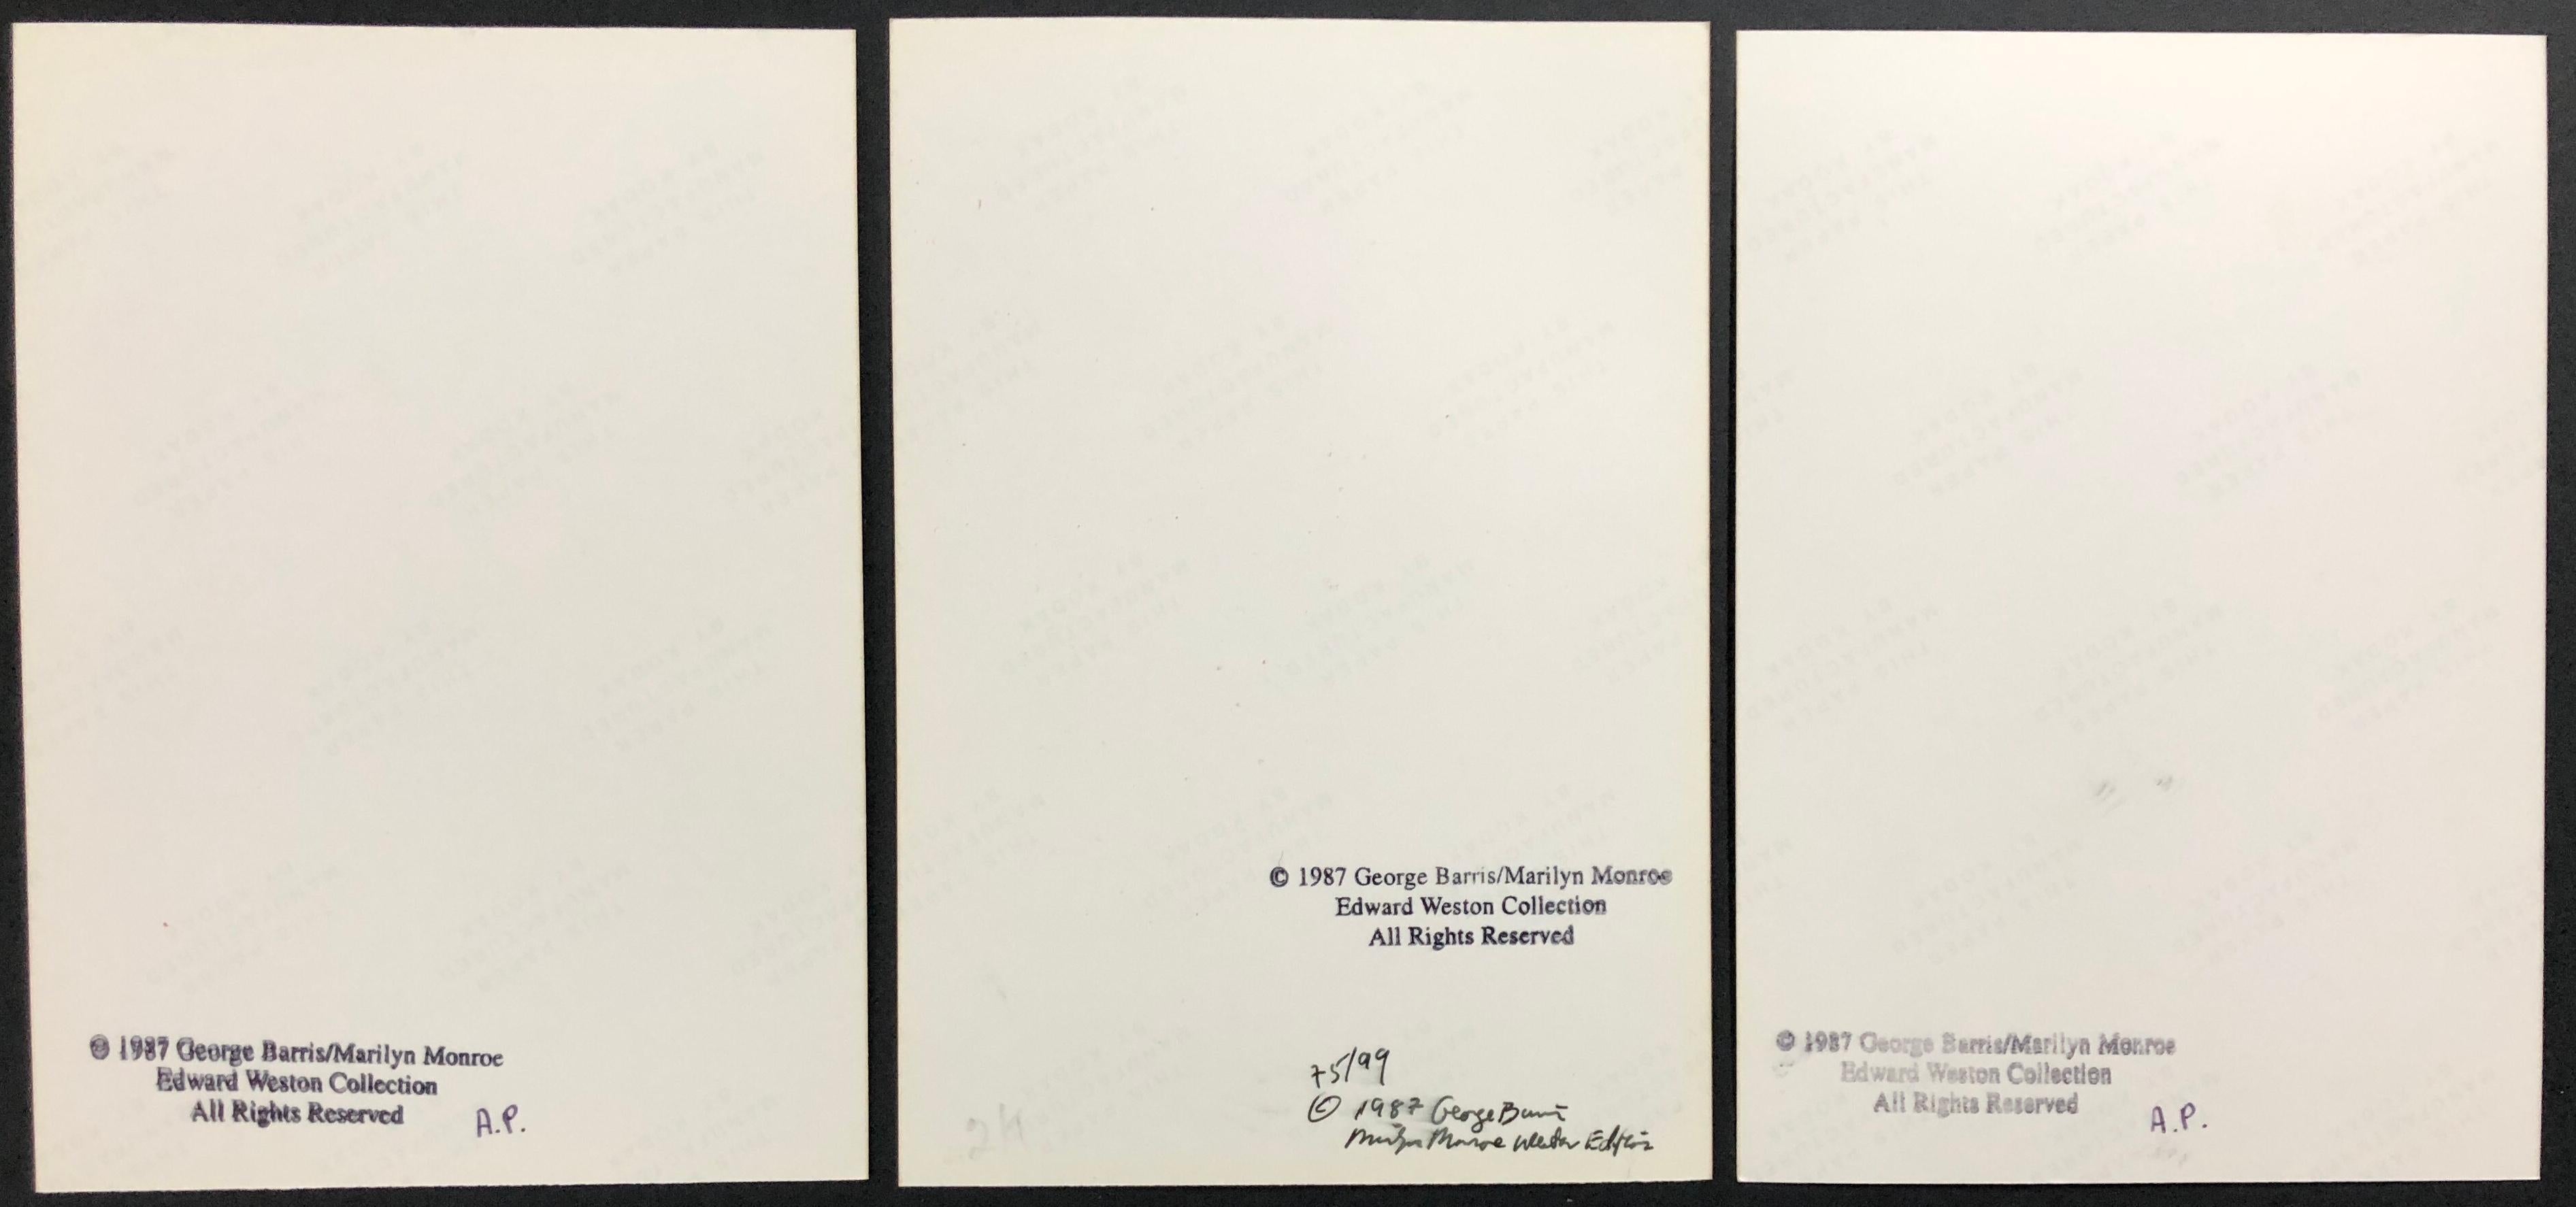 © 1987 George Barris/Marilyn Monroe
Edward Weston Collection
All Rights Reserved
A.P.
© 1987 George Barris/Marilyn Monroe
Edward Weston Collection
All Rights Reserved
75/99
© 1987 George Barris
Marilyn Monroe Weston Edition
© 1987 George Barris/Marilyn Monroe
Edward Weston Collection
All Rights Reserved
A.P.